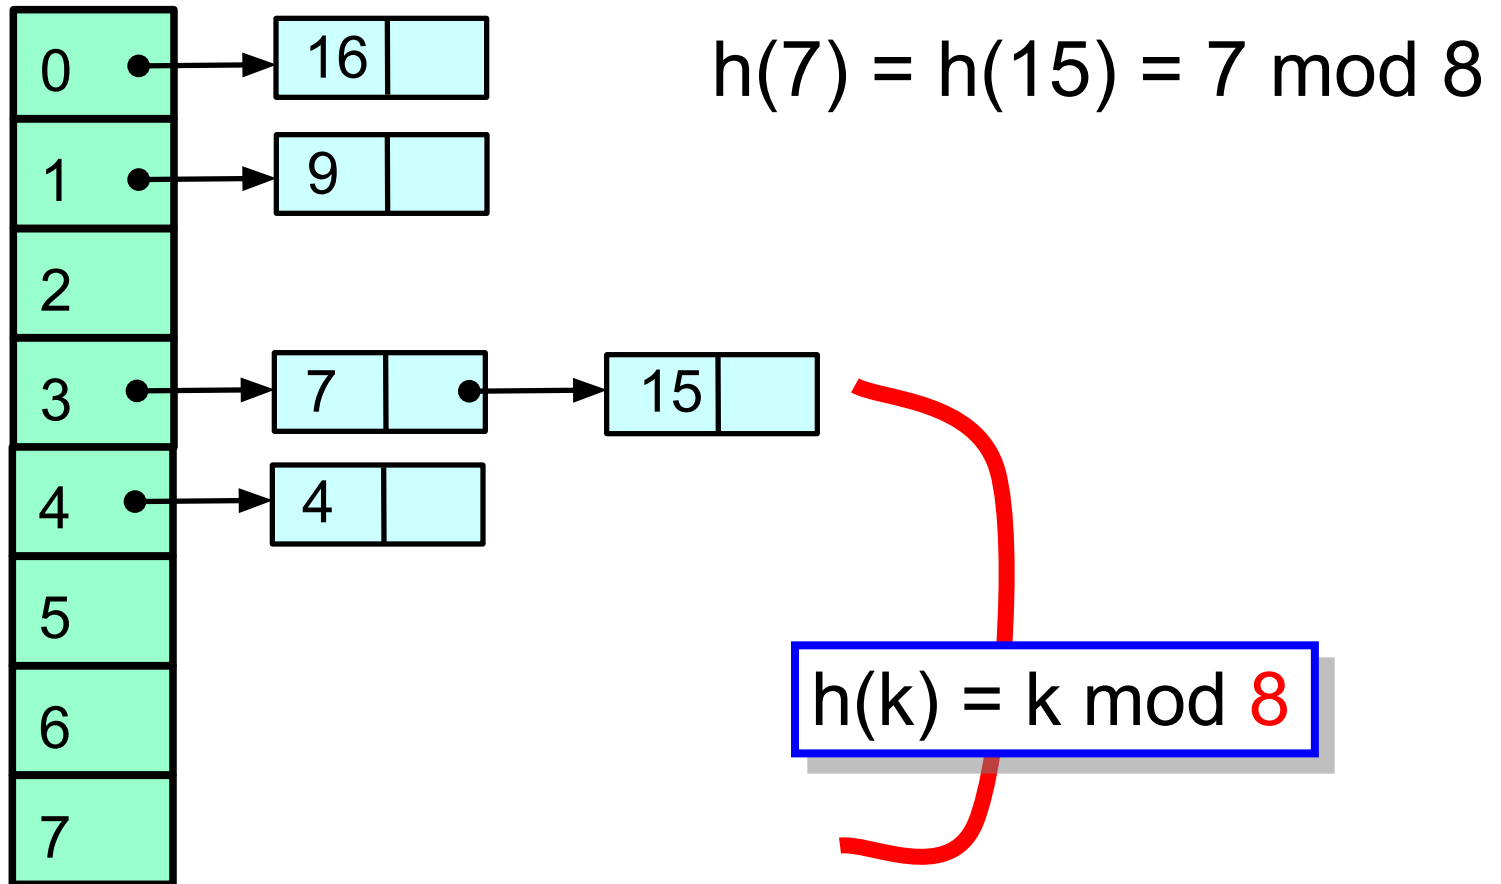 h(7) = h(15) = 7 mod 8
0 16
1 9
2
3 7 15
4 4
5
6
h(k) = k mod 8
7